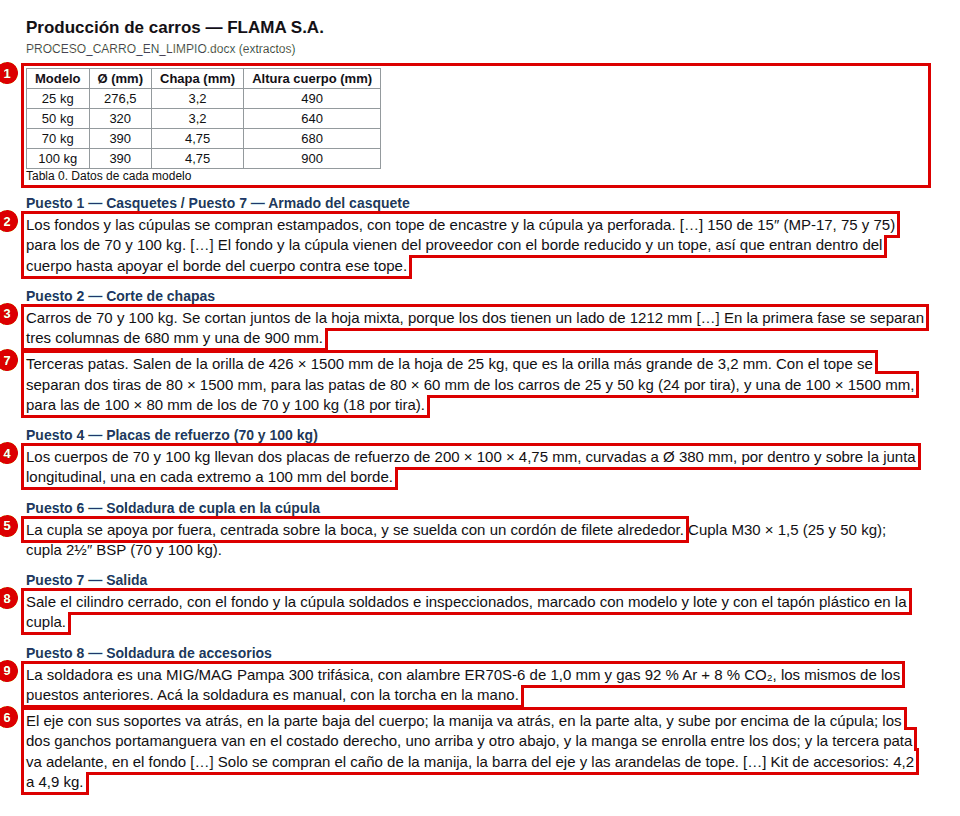 Producción de carros — FLAMA S.A.
PROCESO_CARRO_EN_LIMPIO.docx (extractos)
1
Modelo Ø (mm) Chapa (mm) Altura cuerpo (mm)
25 kg 276,5 3,2 490
50 kg 320 3,2 640
70 kg 390 4,75 680
100 kg 390 4,75 900
Tabla 0. Datos de cada modelo
Puesto 1 — Casquetes / Puesto 7 — Armado del casquete
2
Los fondos y las cúpulas se compran estampados, con tope de encastre y la cúpula ya perforada. […] 150 de 15″ (MP-17, 75 y 75)
para los de 70 y 100 kg. […] El fondo y la cúpula vienen del proveedor con el borde reducido y un tope, así que entran dentro del
cuerpo hasta apoyar el borde del cuerpo contra ese tope.
Puesto 2 — Corte de chapas
3
Carros de 70 y 100 kg. Se cortan juntos de la hoja mixta, porque los dos tienen un lado de 1212 mm […] En la primera fase se separan
tres columnas de 680 mm y una de 900 mm.
7
Terceras patas. Salen de la orilla de 426 × 1500 mm de la hoja de 25 kg, que es la orilla más grande de 3,2 mm. Con el tope se
separan dos tiras de 80 × 1500 mm, para las patas de 80 × 60 mm de los carros de 25 y 50 kg (24 por tira), y una de 100 × 1500 mm,
para las de 100 × 80 mm de los de 70 y 100 kg (18 por tira).
Puesto 4 — Placas de refuerzo (70 y 100 kg)
4
Los cuerpos de 70 y 100 kg llevan dos placas de refuerzo de 200 × 100 × 4,75 mm, curvadas a Ø 380 mm, por dentro y sobre la junta
longitudinal, una en cada extremo a 100 mm del borde.
Puesto 6 — Soldadura de cupla en la cúpula
5
La cupla se apoya por fuera, centrada sobre la boca, y se suelda con un cordón de filete alrededor. Cupla M30 × 1,5 (25 y 50 kg);
cupla 2½″ BSP (70 y 100 kg).
Puesto 7 — Salida
8
Sale el cilindro cerrado, con el fondo y la cúpula soldados e inspeccionados, marcado con modelo y lote y con el tapón plástico en la
cupla.
Puesto 8 — Soldadura de accesorios
9
La soldadora es una MIG/MAG Pampa 300 trifásica, con alambre ER70S-6 de 1,0 mm y gas 92 % Ar + 8 % CO₂, los mismos de los
puestos anteriores. Acá la soldadura es manual, con la torcha en la mano.
6
El eje con sus soportes va atrás, en la parte baja del cuerpo; la manija va atrás, en la parte alta, y sube por encima de la cúpula; los
dos ganchos portamanguera van en el costado derecho, uno arriba y otro abajo, y la manga se enrolla entre los dos; y la tercera pata
va adelante, en el fondo […] Solo se compran el caño de la manija, la barra del eje y las arandelas de tope. […] Kit de accesorios: 4,2
a 4,9 kg.